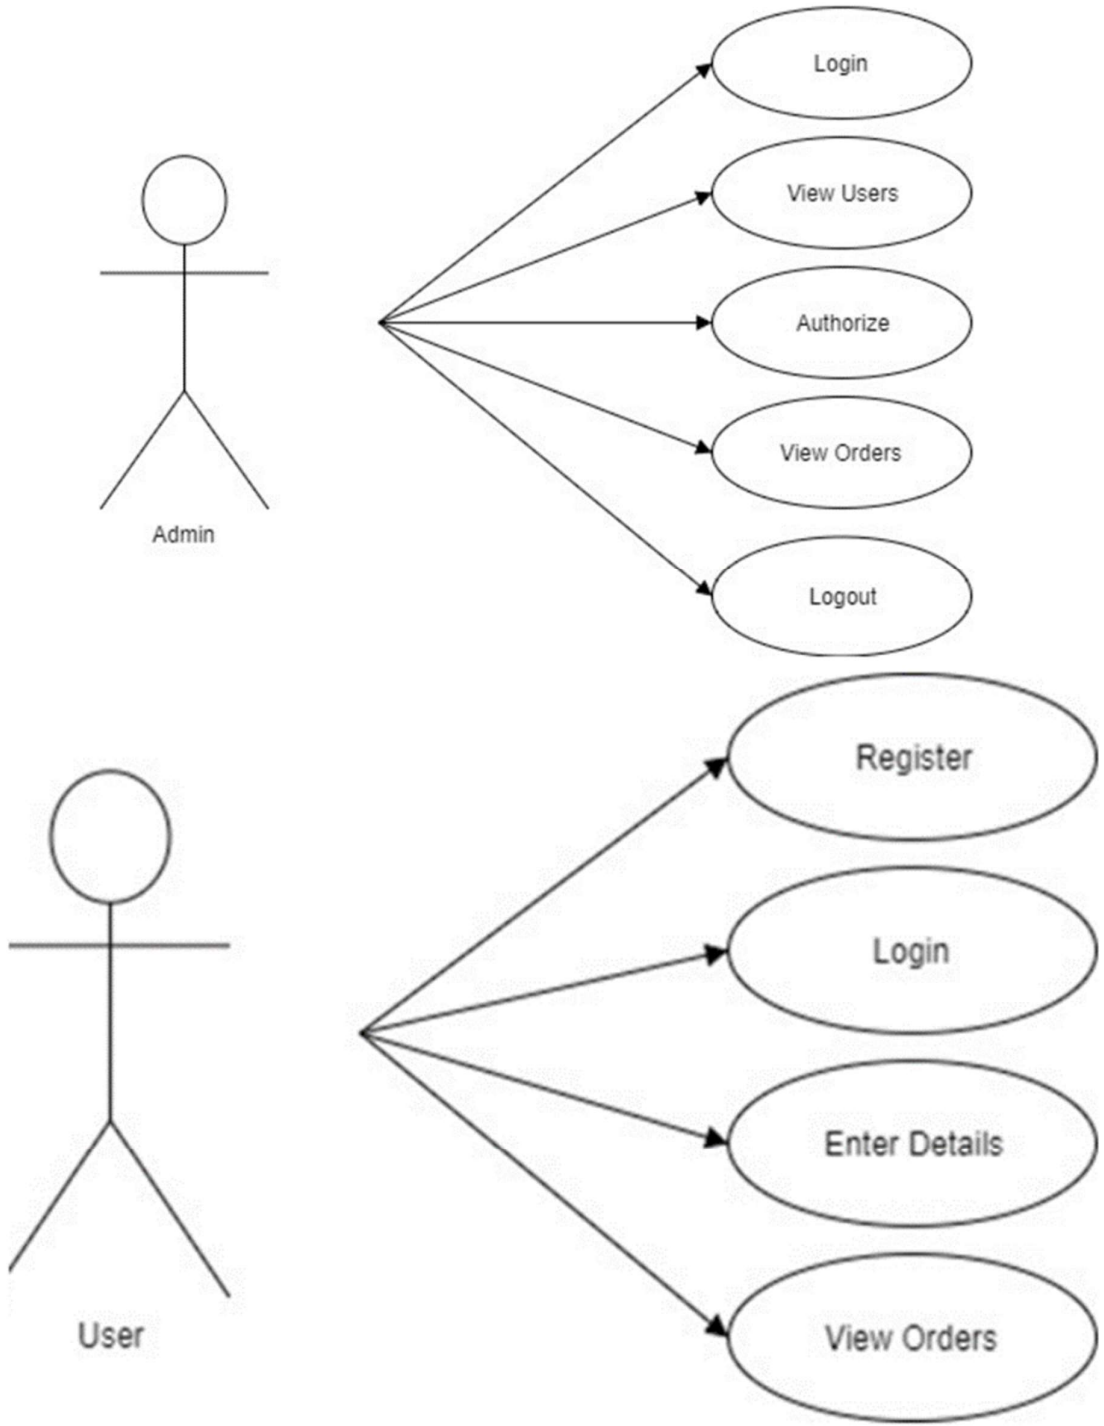 Login
View Users
Authorize
View Orders
Logout
Admin
Register
Login
Enter Details
View Orders
User